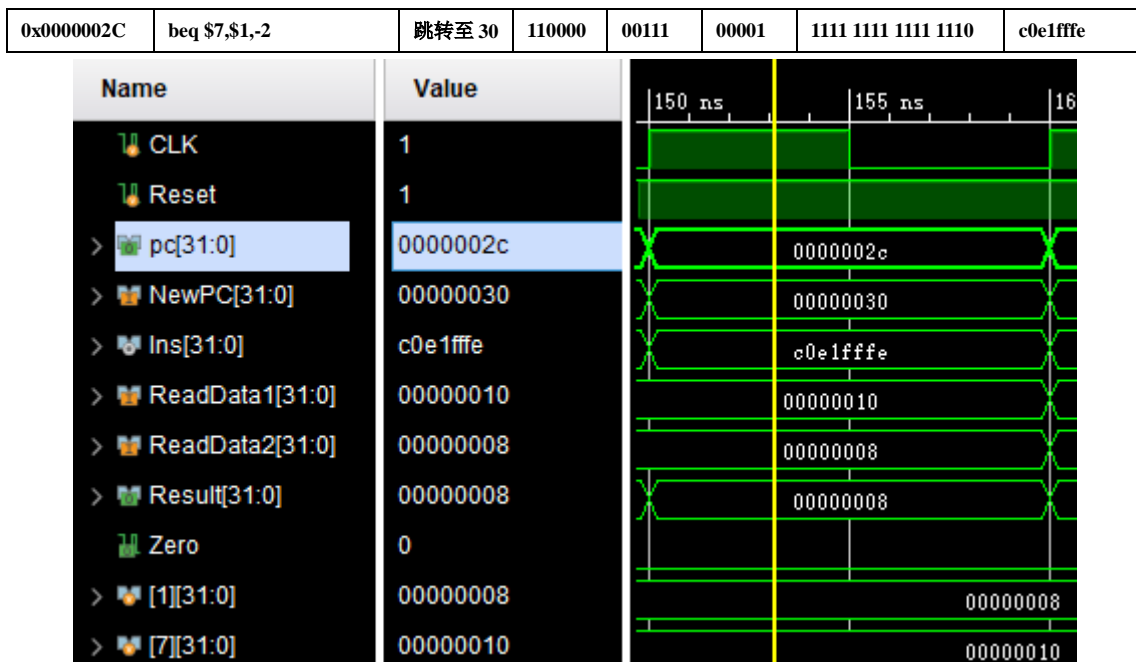 0x0000002C beq $7,$1,-2 跳转至 30 110000 00111 00001 1111 1111 1111 1110 c0e1fffe
Name Value 150 ns 155 ns 16
CLK 1
Reset 1
pc[31:0] 0000002c 0000002c
NewPC[31:0] 00000030 00000030
Ins[31:0] c0e1fffe c0e1fffe
ReadData1[31:0] 00000010 00000010
ReadData2[31:0] 00000008 00000008
Result[31:0] 00000008 00000008
Zero 0
[1][31:0] 00000008 00000008
[7][31:0] 00000010 00000010